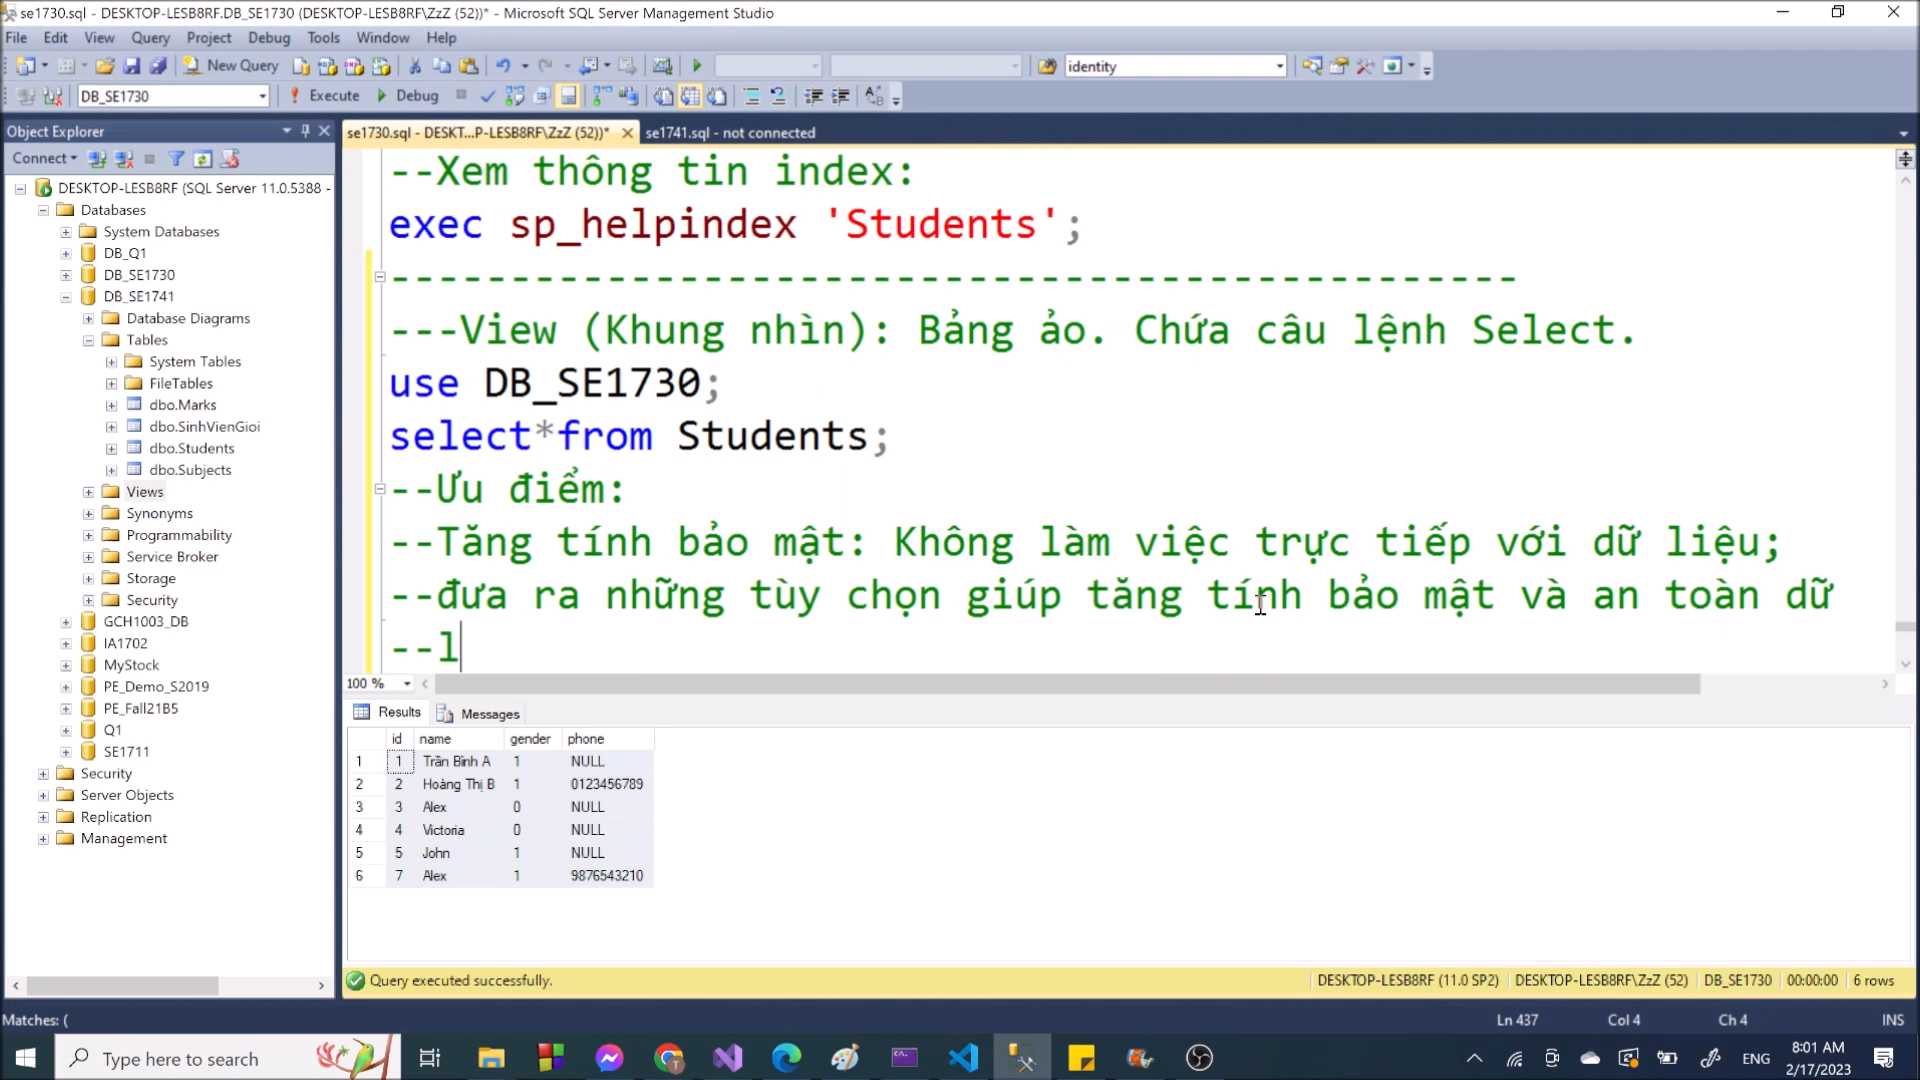 se1730.sql - DESKTOP-LESB8RF.DB_SE1730 (DESKTOP-LESB8RF\ZzZ (52))* - Microsoft SQL Server Management Studio
File Edit View Query Project Debug Tools Window Help
New Query identity
DB_SE1730 Execute Debug
Object Explorer
se1730.sql - DESKT...P-LESB8RF\ZzZ (52))* se1741.sql - not connected
Connect
DESKTOP-LESB8RF (SQL Server 11.0.5388 -
Databases
System Databases
DB_Q1
DB_SE1730
DB_SE1741
Database Diagrams
Tables
System Tables
FileTables
dbo.Marks
dbo.SinhVienGioi
dbo.Students
dbo.Subjects
Views
Synonyms
Programmability
Service Broker
Storage
Security
GCH1003_DB
IA1702
MyStock
PE_Demo_S2019
PE_Fall21B5
Q1
SE1711
Security
Server Objects
Replication
Management
--Xem thông tin index:
exec sp_helpindex 'Students';
-----------------------------------------------
---View (Khung nhìn): Bảng ảo. Chứa câu lệnh Select.
use DB_SE1730;
select*from Students;
--Ưu điểm:
--Tăng tính bảo mật: Không làm việc trực tiếp với dữ liệu;
--đưa ra những tùy chọn giúp tăng tính bảo mật và an toàn dữ
--l
100 %
Results Messages
id name gender phone
1 1 Trần Bình A 1 NULL
2 2 Hoàng Thị B 1 0123456789
3 3 Alex 0 NULL
4 4 Victoria 0 NULL
5 5 John 1 NULL
6 7 Alex 1 9876543210
Query executed successfully. DESKTOP-LESB8RF (11.0 SP2) DESKTOP-LESB8RF\ZzZ (52) DB_SE1730 00:00:00 6 rows
Matches: ( Ln 437 Col 4 Ch 4 INS
Type here to search ENG 8:01 AM
2/17/2023